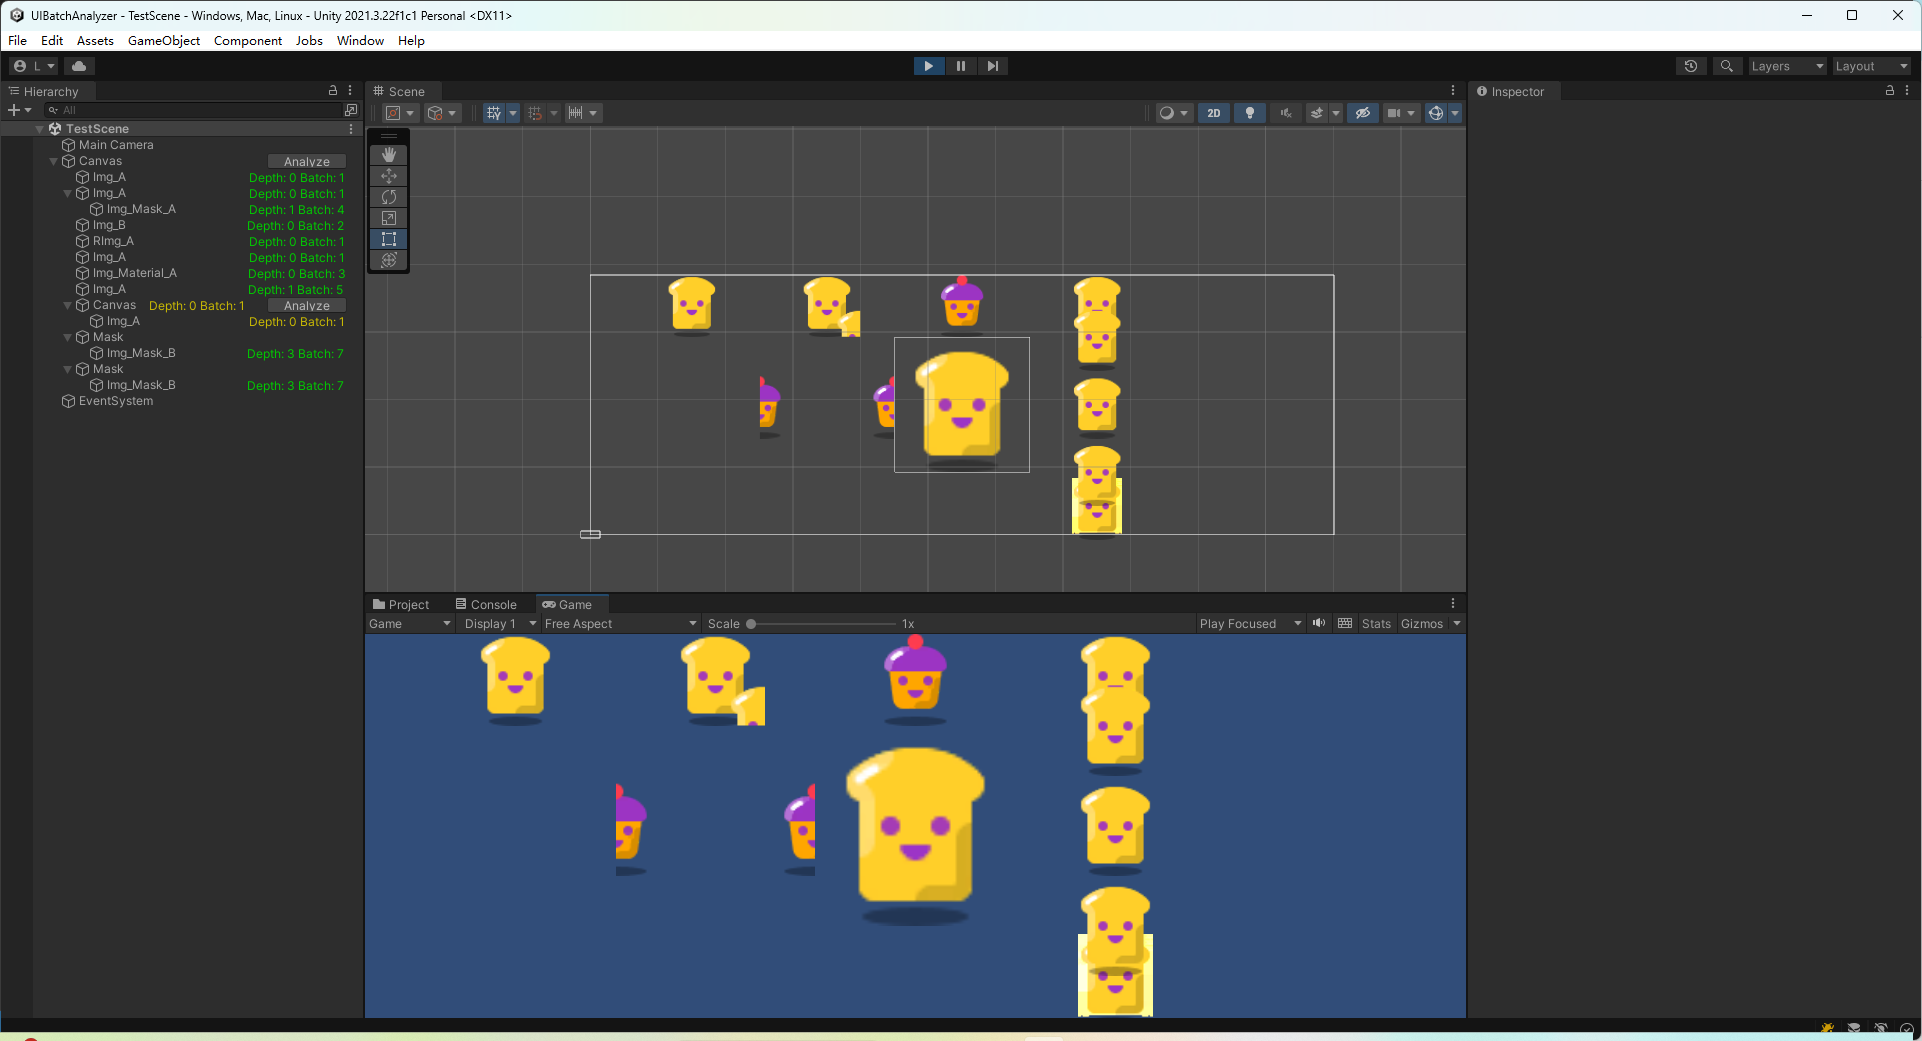 UIBatchAnalyzer - TestScene - Windows, Mac, Linux - Unity 2021.3.22f1c1 Personal <DX11>
File Edit Assets GameObject Component Jobs Window Help
L Layers Layout
Hierarchy
All
TestScene
Main Camera
Canvas Analyze
Img_A Depth: 0 Batch: 1
Img_A Depth: 0 Batch: 1
Img_Mask_A Depth: 1 Batch: 4
Img_B Depth: 0 Batch: 2
RImg_A Depth: 0 Batch: 1
Img_A Depth: 0 Batch: 1
Img_Material_A Depth: 0 Batch: 3
Img_A Depth: 1 Batch: 5
Canvas Depth: 0 Batch: 1 Analyze
Img_A Depth: 0 Batch: 1
Mask
Img_Mask_B Depth: 3 Batch: 7
Mask
Img_Mask_B Depth: 3 Batch: 7
EventSystem
Scene
2D
Project Console Game
Game Display 1 Free Aspect Scale 1x Play Focused Stats Gizmos
Inspector